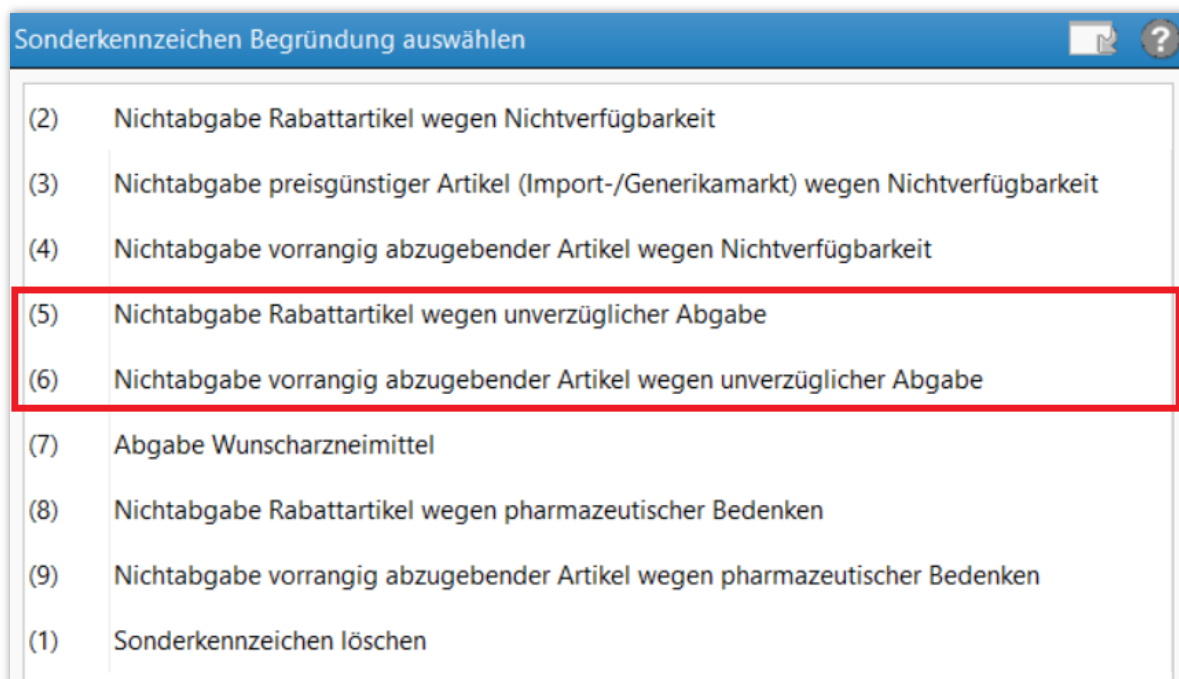 Sonderkennzeichen Begründung auswählen
?
(2) Nichtabgabe Rabattartikel wegen Nichtverfügbarkeit
(3) Nichtabgabe preisgünstiger Artikel (Import-/Generikamarkt) wegen Nichtverfügbarkeit
(4) Nichtabgabe vorrangig abzugebender Artikel wegen Nichtverfügbarkeit
(5) Nichtabgabe Rabattartikel wegen unverzüglicher Abgabe
(6) Nichtabgabe vorrangig abzugebender Artikel wegen unverzüglicher Abgabe
(7) Abgabe Wunscharzneimittel
(8) Nichtabgabe Rabattartikel wegen pharmazeutischer Bedenken
(9) Nichtabgabe vorrangig abzugebender Artikel wegen pharmazeutischer Bedenken
(1) Sonderkennzeichen löschen